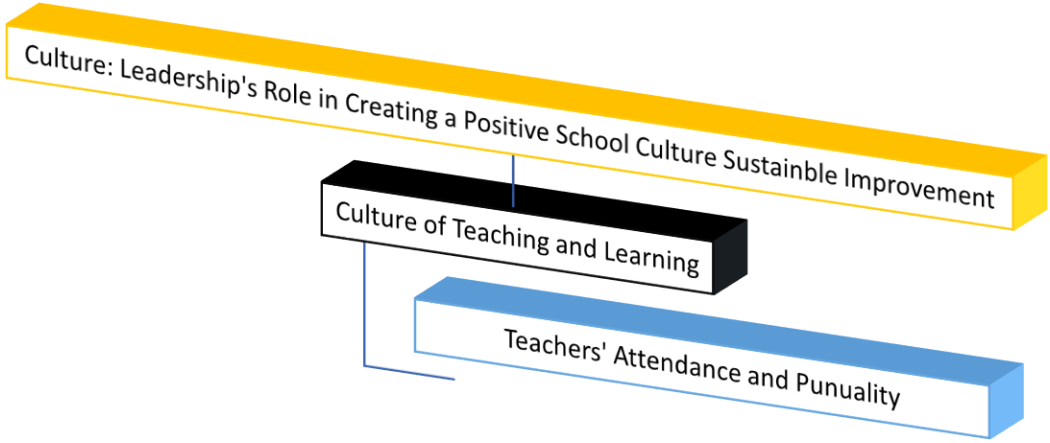 Culture: Leadership's Role in Creating a Positive School Culture Sustainble Improvement
Culture of Teaching and Learning
Teachers' Attendance and Punuality